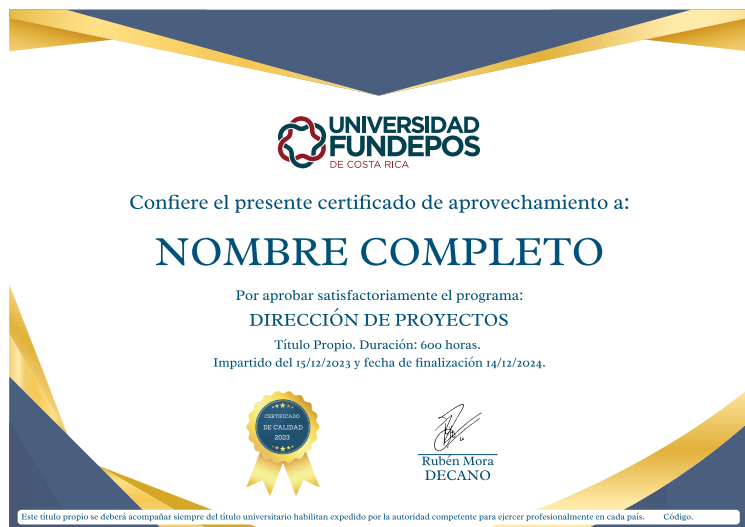 UNIVERSIDAD
FUNDEPOS
DE COSTA RICA
Confiere el presente certificado de aprovechamiento a:
NOMBRE COMPLETO
Por aprobar satisfactoriamente el programa:
DIRECCIÓN DE PROYECTOS
Título Propio. Duración: 600 horas.
Impartido del 15/12/2023 y fecha de finalización 14/12/2024.
CERTIFICADO
DE CALIDAD
2023
Rubén Mora
DECANO
Este título propio se deberá acompañar siempre del título universitario habilitan expedido por la autoridad competente para ejercer profesionalmente en cada país. Código.